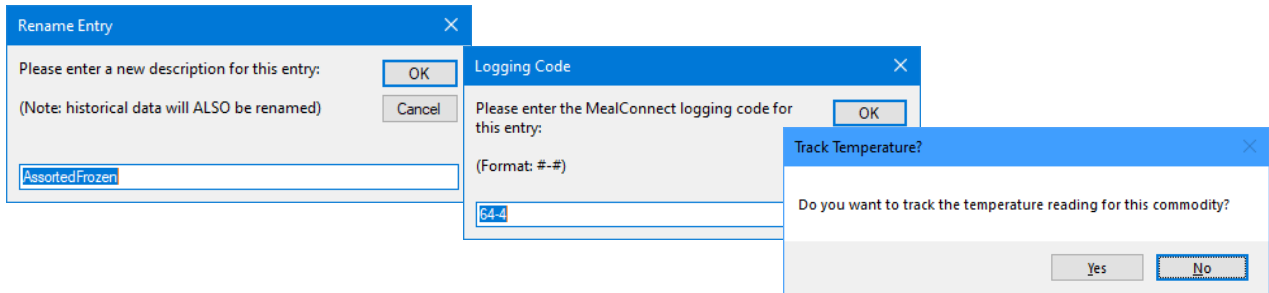 Rename Entry
Please enter a new description for this entry:
OK
(Note: historical data will ALSO be renamed)
Cancel
AssortedFrozen
Logging Code
Please enter the MealConnect logging code for
this entry:
OK
(Format: #-#)
64-4
Track Temperature?
Do you want to track the temperature reading for this commodity?
Yes
No